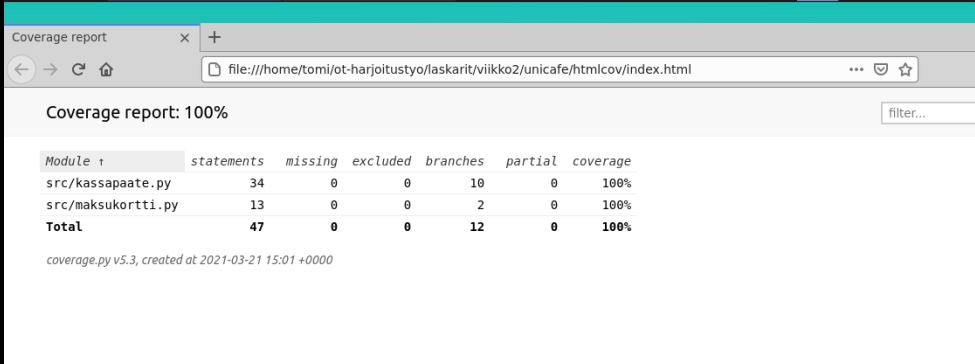 Coverage report
file:///home/tomi/ot-harjoitustyo/laskarit/viikko2/unicafe/htmlcov/index.html
Coverage report: 100%
filter...
Module ↑ statements missing excluded branches partial coverage
src/kassapaate.py 34 0 0 10 0 100%
src/maksukortti.py 13 0 0 2 0 100%
Total 47 0 0 12 0 100%
coverage.py v5.3, created at 2021-03-21 15:01 +0000